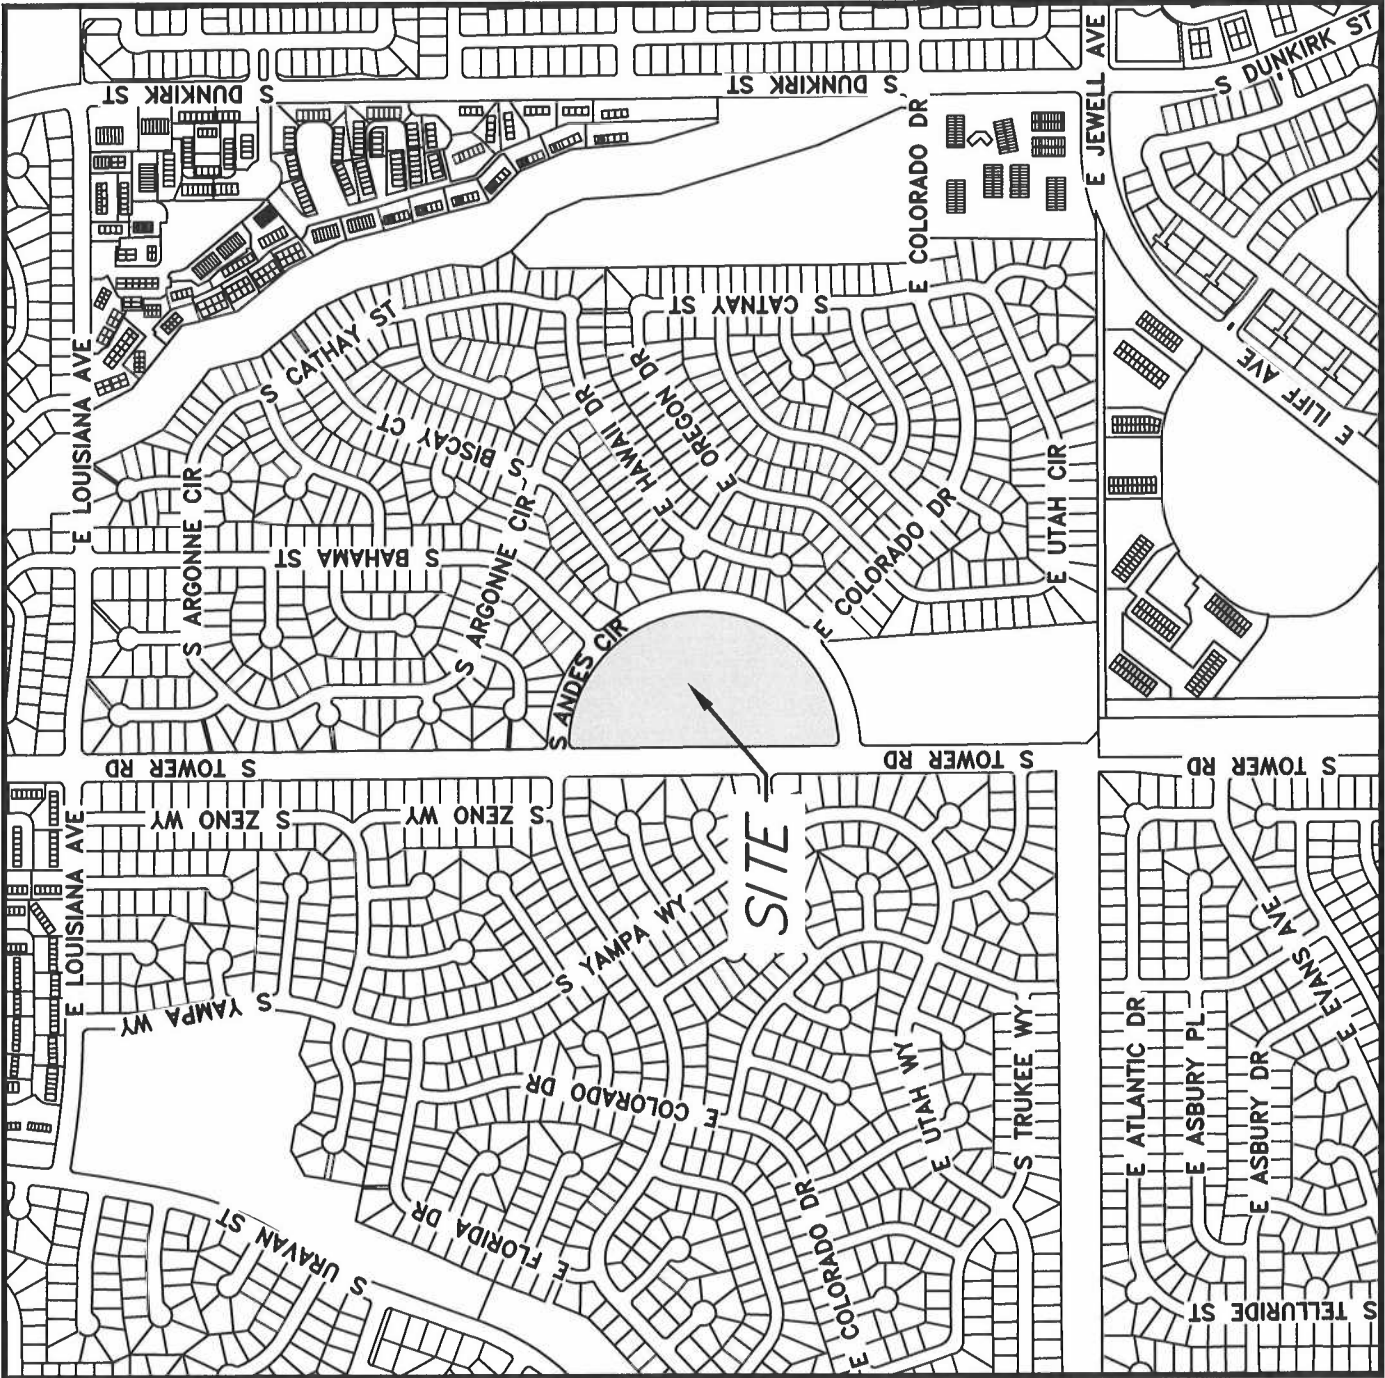 E JEWELL AVE
S DUNKIRK ST
S DUNKIRK ST
S DUNKIRK ST
E COLORADO DR
S CATHAY ST
S CATNAY ST
E LOUISIANA AVE
E ILIFF AVE
S BISCAY CT
E HAWAII DR
E OREGON DR
S ARGONNE CIR
S ARGONNE CIR
E COLORADO DR
E UTAH CIR
S BAHAMA ST
S ANDES CIR
S TOWER RD
S TOWER RD
S TOWER RD
S ZENO WY
S ZENO WY
E LOUISIANA AVE
SITE
S YAMPA WY
S YAMPA WY
E EVANS AVE
E COLORADO DR
E UTAH WY
S TRUKEE WY
E ATLANTIC DR
E ASBURY PL
E ASBURY DR
S URAVAN ST
E FLORIDA DR
E COLORADO DR
S TELLURIDE ST